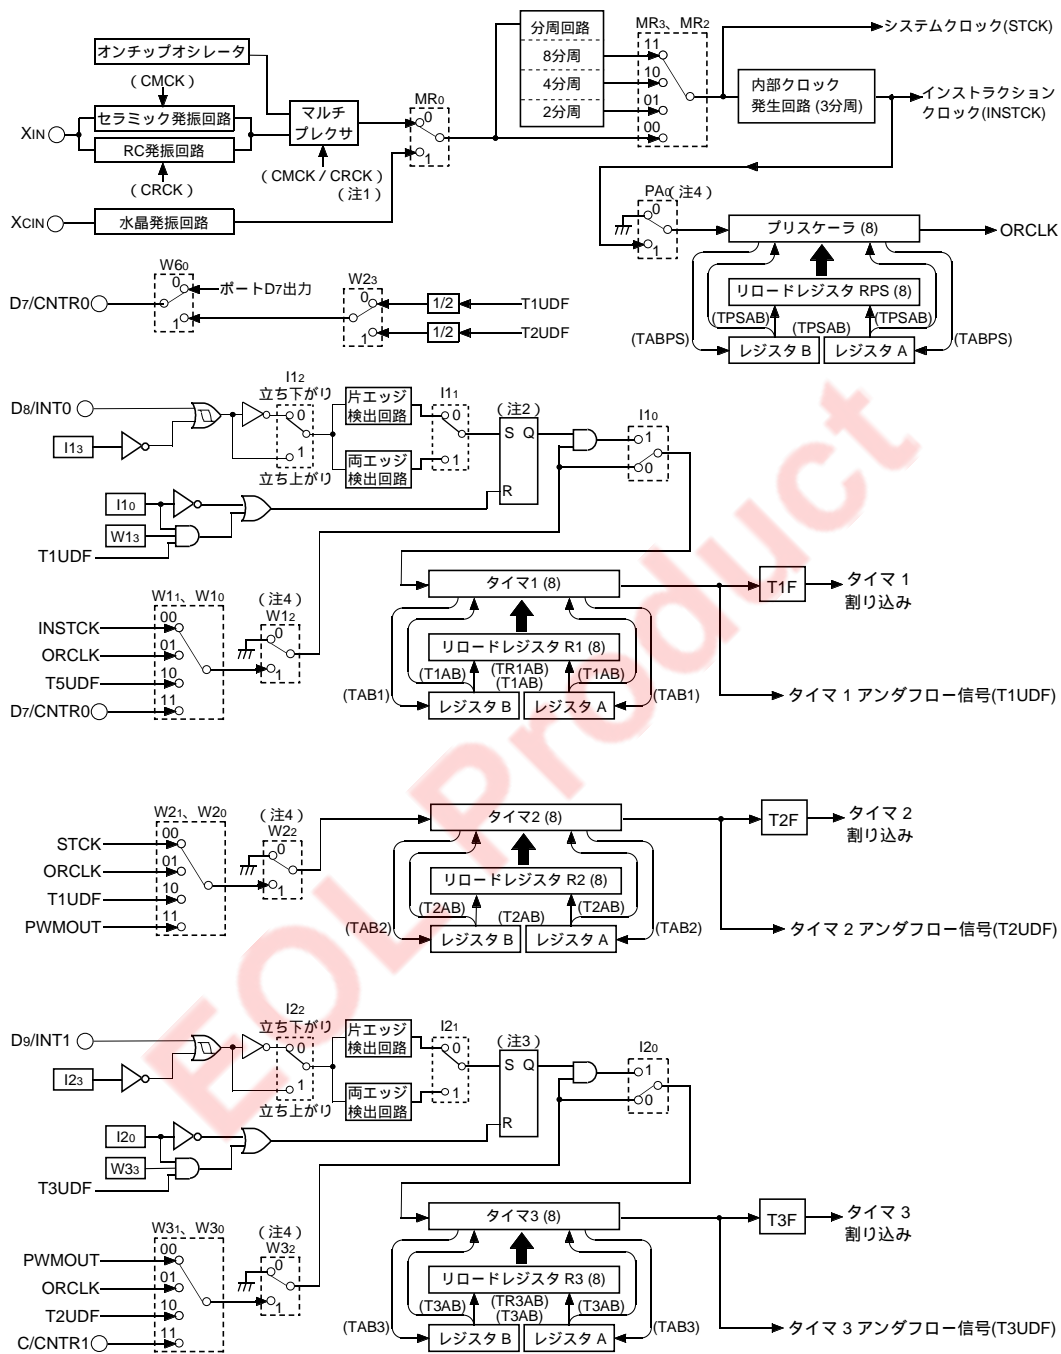 分周回路
MR3、MR2
システムクロック(STCK)
オンチップオシレータ
11
8分周
(CMCK)
10
4分周
内部クロック
発生回路 (3分周)
インストラクション
クロック(INSTCK)
XIN
セラミック発振回路
マルチ
プレクサ
MR0
0
01
2分周
00
RC発振回路
1
(CRCK)
(CMCK/CRCK)
(注1)
PA0(注4)
0
XCIN
水晶発振回路
プリスケーラ (8)
ORCLK
1
W60
W23
0
ポートD7出力
0
リロードレジスタ RPS (8)
D7/CNTR0
1/2
T1UDF
(TPSAB)
(TPSAB)
(TPSAB)
1
1
1/2
T2UDF
(TABPS)
レジスタ B
レジスタ A
(TABPS)
I12
立ち下がり
片エッジ
検出回路
I11
(注2)
I10
D8/INT0
0
0
S Q
1
I13
1
両エッジ
検出回路
1
0
立ち上がり
R
I10
W13
T1UDF
タイマ1 (8)
T1F
タイマ 1
割り込み
W11、W10
(注4)
W12
INSTCK
00
0
リロードレジスタ R1 (8)
ORCLK
01
(T1AB)
(TR1AB)
(T1AB)
(T1AB)
T5UDF
10
1
(TAB1)
レジスタ B
レジスタ A
(TAB1)
タイマ 1 アンダフロー信号(T1UDF)
D7/CNTR0
11
W21、W20
(注4)
W22
タイマ2 (8)
T2F
タイマ 2
割り込み
STCK
00
0
ORCLK
01
リロードレジスタ R2 (8)
T1UDF
10
1
(T2AB)
(T2AB)
(T2AB)
PWMOUT
11
(TAB2)
レジスタ B
レジスタ A
(TAB2)
タイマ 2 アンダフロー信号(T2UDF)
I22
立ち下がり
片エッジ
検出回路
I21
(注3)
I20
D9/INT1
0
0
S Q
1
I23
1
両エッジ
検出回路
1
0
立ち上がり
R
I20
W33
T3UDF
タイマ3 (8)
T3F
タイマ 3
割り込み
W31、W30
(注4)
W32
PWMOUT
00
0
リロードレジスタ R3 (8)
ORCLK
01
(T3AB)
(TR3AB)
(T3AB)
(T3AB)
T2UDF
10
1
(TAB3)
レジスタ B
レジスタ A
(TAB3)
タイマ 3 アンダフロー信号(T3UDF)
C/CNTR1
11
EOL Product